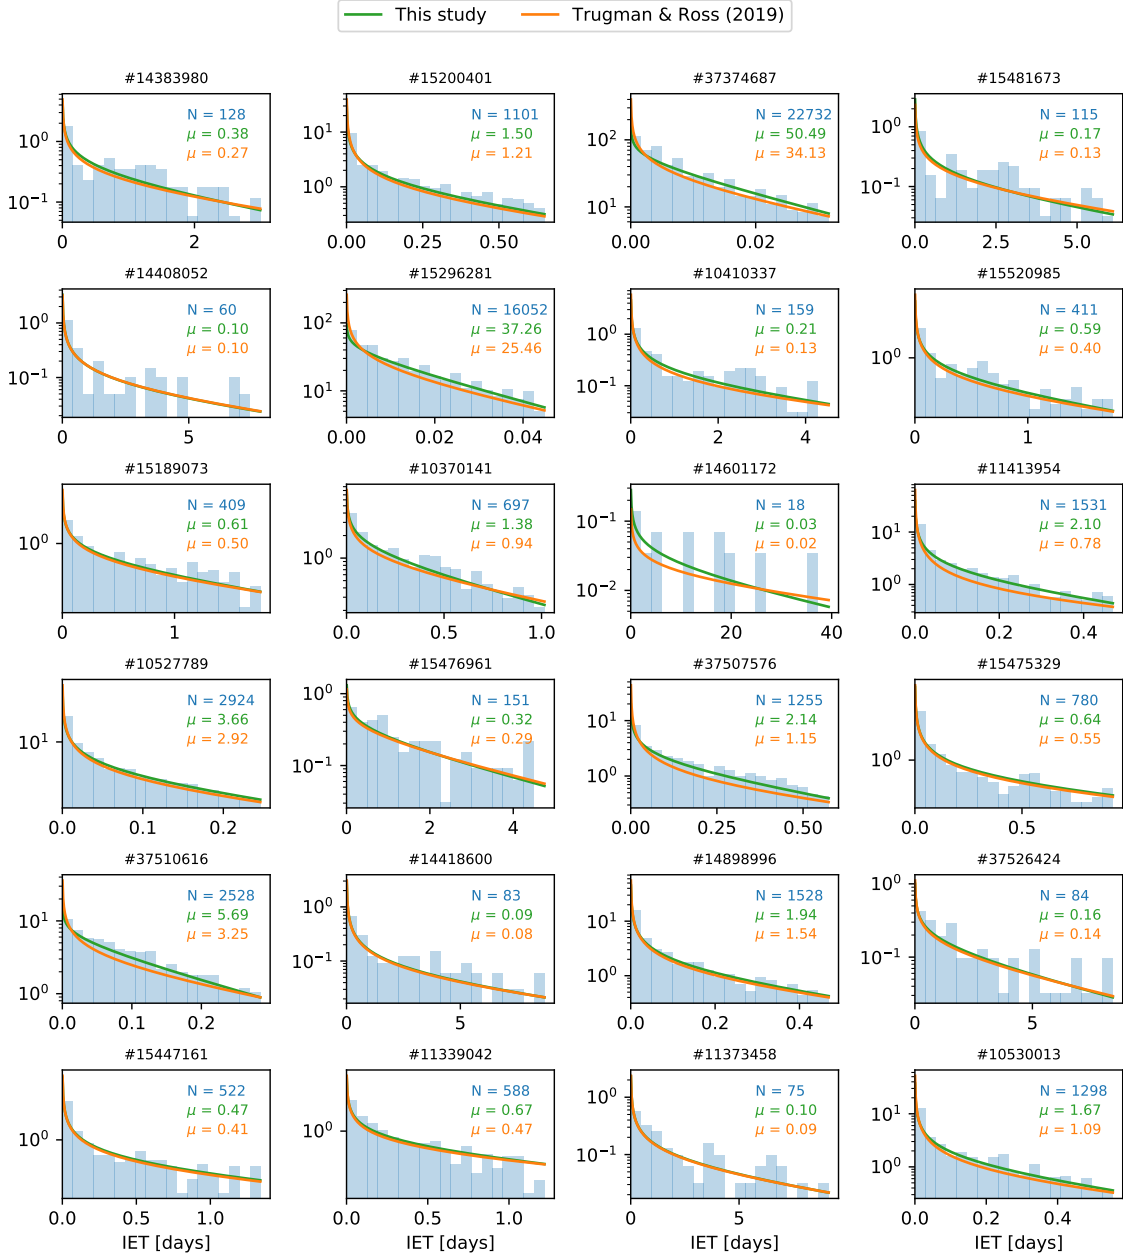 This study Trugman & Ross (2019)
#14383980 #15200401 #37374687 #15481673
N = 128
μ = 0.38
μ = 0.27
10^0
10^-1
0 2
N = 1101
μ = 1.50
μ = 1.21
10^1
10^0
0.00 0.25 0.50
N = 22732
μ = 50.49
μ = 34.13
10^2
10^1
0.00 0.02
N = 115
μ = 0.17
μ = 0.13
10^0
10^-1
0 2.5 5.0
#14408052 #15296281 #10410337 #15520985
N = 60
μ = 0.10
μ = 0.10
10^0
10^-1
0 5
N = 16052
μ = 37.26
μ = 25.46
10^2
10^1
0.00 0.02 0.04
N = 159
μ = 0.21
μ = 0.13
10^0
10^-1
0 2 4
N = 411
μ = 0.59
μ = 0.40
10^0
0 1
#15189073 #10370141 #14601172 #11413954
N = 409
μ = 0.61
μ = 0.50
10^0
0 1
N = 697
μ = 1.38
μ = 0.94
10^0
0.0 0.5 1.0
N = 18
μ = 0.03
μ = 0.02
10^-1
10^-2
0 20 40
N = 1531
μ = 2.10
μ = 0.78
10^1
10^0
0.0 0.2 0.4
#10527789 #15476961 #37507576 #15475329
N = 2924
μ = 3.66
μ = 2.92
10^1
0.0 0.1 0.2
N = 151
μ = 0.32
μ = 0.29
10^0
10^-1
0 2 4
N = 1255
μ = 2.14
μ = 1.15
10^1
10^0
0.00 0.25 0.50
N = 780
μ = 0.64
μ = 0.55
10^0
0.0 0.5
#37510616 #14418600 #14898996 #37526424
N = 2528
μ = 5.69
μ = 3.25
10^1
10^0
0.0 0.2
N = 83
μ = 0.09
μ = 0.08
10^0
10^-1
0 5
N = 1528
μ = 1.94
μ = 1.54
10^1
10^0
0.0 0.2 0.4
N = 84
μ = 0.16
μ = 0.14
10^0
10^-1
0 5
#15447161 #11339042 #11373458 #10530013
N = 522
μ = 0.47
μ = 0.41
10^0
0.0 0.5 1.0
IET [days]
N = 588
μ = 0.67
μ = 0.47
10^0
0.0 0.5 1.0
IET [days]
N = 75
μ = 0.10
μ = 0.09
10^0
10^-1
0 5
IET [days]
N = 1298
μ = 1.67
μ = 1.09
10^1
10^0
0.0 0.2 0.4
IET [days]